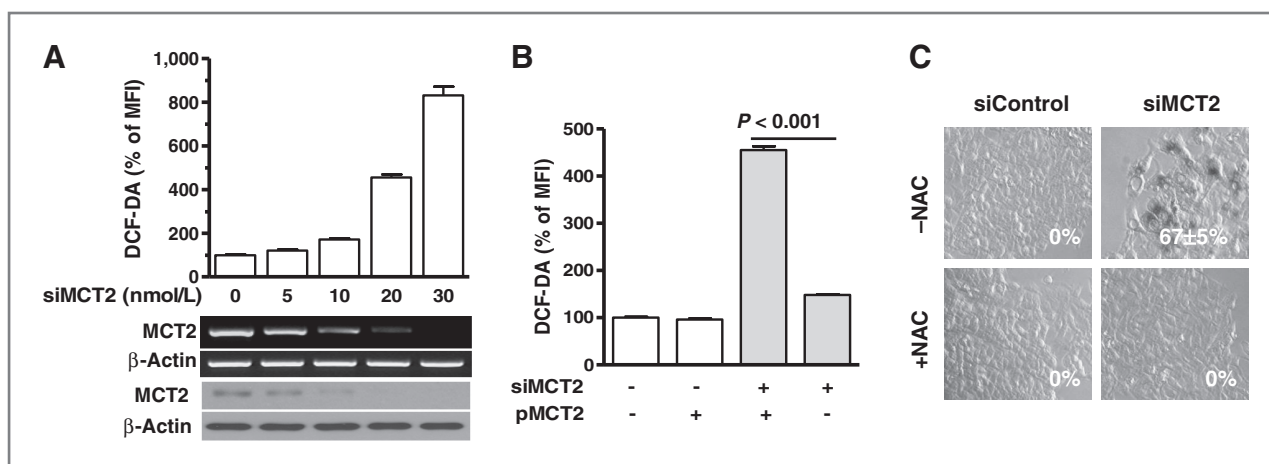 A
1,000
800
600
400
200
0
DCF-DA (% of MFI)
siMCT2 (nmol/L) 0 5 10 20 30
MCT2
β-Actin
MCT2
β-Actin
B
P < 0.001
500
400
300
200
100
0
DCF-DA (% of MFI)
siMCT2 - - + +
pMCT2 - + + -
C
siControl siMCT2
–NAC
0% 67±5%
+NAC
0% 0%